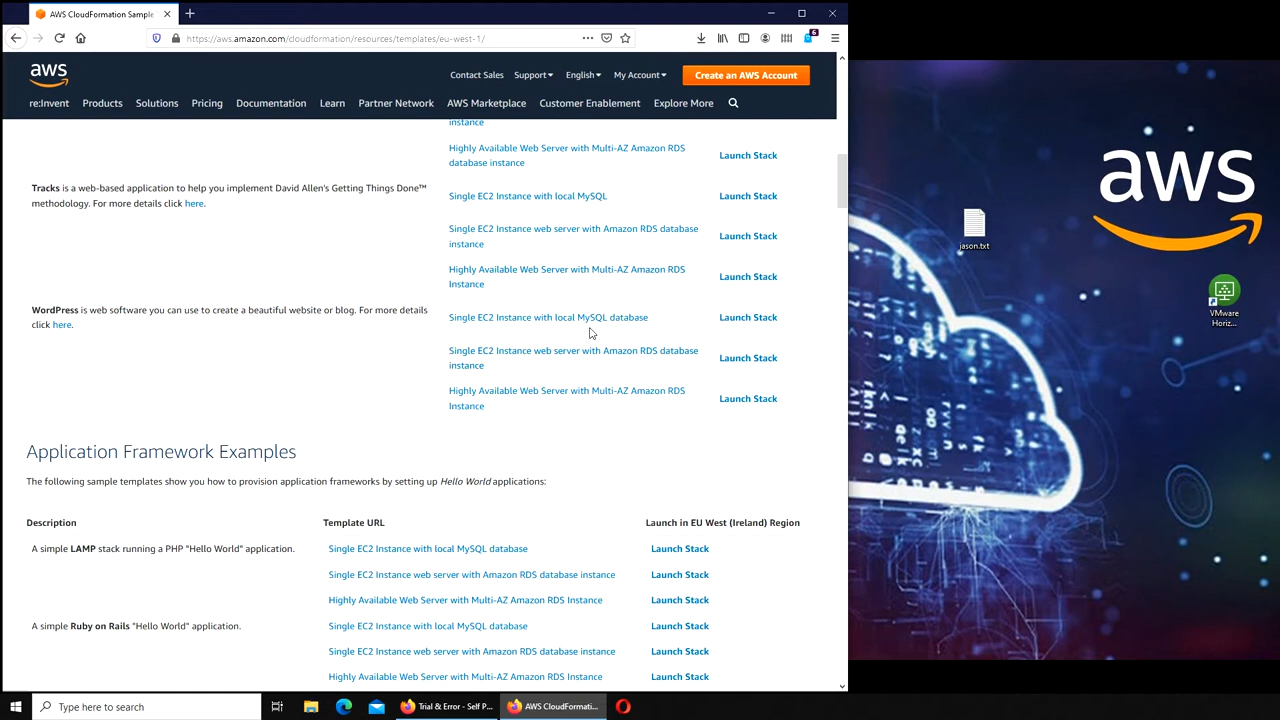 AWS CloudFormation Sample
https://aws.amazon.com/cloudformation/resources/templates/eu-west-1/
6
aws
Contact Sales Support English My Account Create an AWS Account
re:Invent Products Solutions Pricing Documentation Learn Partner Network AWS Marketplace Customer Enablement Explore More
instance
Highly Available Web Server with Multi-AZ Amazon RDS
database instance
Launch Stack
Tracks is a web-based application to help you implement David Allen's Getting Things Done™
methodology. For more details click here.
Single EC2 Instance with local MySQL
Launch Stack
Single EC2 Instance web server with Amazon RDS database
instance
Launch Stack
Highly Available Web Server with Multi-AZ Amazon RDS
Instance
Launch Stack
WordPress is web software you can use to create a beautiful website or blog. For more details
click here.
Single EC2 Instance with local MySQL database
Launch Stack
Single EC2 Instance web server with Amazon RDS database
instance
Launch Stack
Highly Available Web Server with Multi-AZ Amazon RDS
Instance
Launch Stack
Application Framework Examples
The following sample templates show you how to provision application frameworks by setting up Hello World applications:
Description Template URL Launch in EU West (Ireland) Region
A simple LAMP stack running a PHP "Hello World" application. Single EC2 Instance with local MySQL database Launch Stack
Single EC2 Instance web server with Amazon RDS database instance Launch Stack
Highly Available Web Server with Multi-AZ Amazon RDS Instance Launch Stack
A simple Ruby on Rails "Hello World" application. Single EC2 Instance with local MySQL database Launch Stack
Single EC2 Instance web server with Amazon RDS database instance Launch Stack
Highly Available Web Server with Multi-AZ Amazon RDS Instance Launch Stack
aws
jason.txt
VMware
Horiz...
Type here to search
Trial & Error - Self P...
AWS CloudFormati...